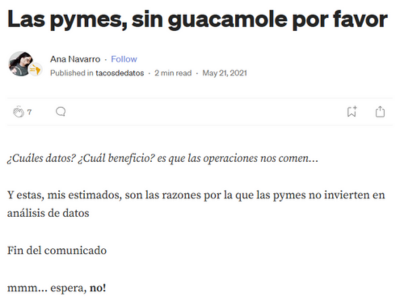 Las pymes, sin guacamole por favor
Ana Navarro · Follow
Published in tacosdedatos · 2 min read · May 21, 2021
7
¿Cuáles datos? ¿Cuál beneficio? es que las operaciones nos comen…
Y estas, mis estimados, son las razones por la que las pymes no invierten en
análisis de datos
Fin del comunicado
mmm… espera, no!